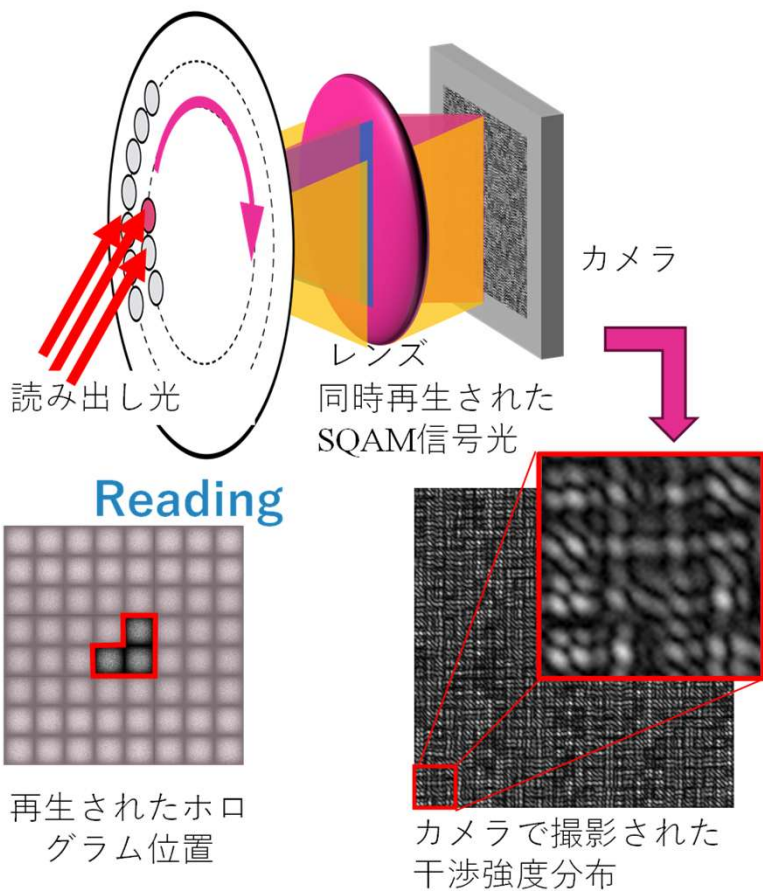 カメラ
レンズ
読み出し光
同時再生された
SQAM信号光
Reading
再生されたホロ
グラム位置
カメラで撮影された
干渉強度分布